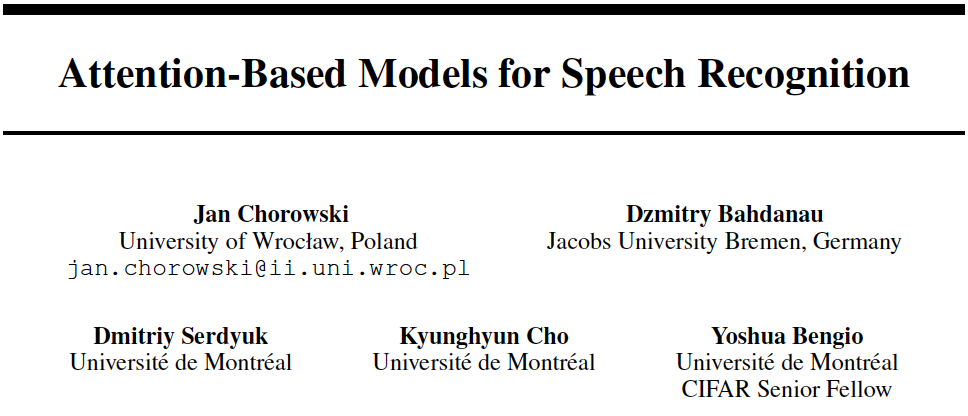 Attention-Based Models for Speech Recognition
Jan Chorowski
University of Wrocław, Poland
jan.chorowski@ii.uni.wroc.pl
Dzmitry Bahdanau
Jacobs University Bremen, Germany
Dmitriy Serdyuk
Université de Montréal
Kyunghyun Cho
Université de Montréal
Yoshua Bengio
Université de Montréal
CIFAR Senior Fellow